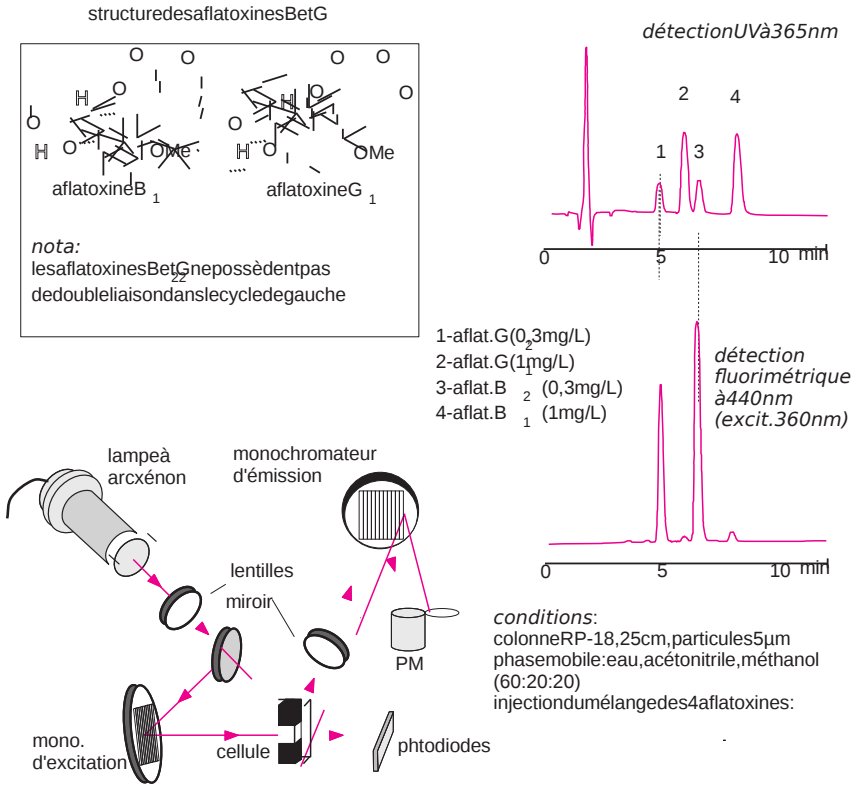 structuredesaflatoxinesBetG
détectionUVà365nm
O O O O
H O O H O
O O
H O OMe H O OMe
aflatoxineB 1 aflatoxineG 1
nota:
lesaflatoxinesBetGnepossèdentpas
22
dedoubleliaisondanslecycledegauche
1 2 3 4
0 5 10 min
1-aflat.G(0,3mg/L)
2
2-aflat.G(1mg/L)
1
3-aflat.B 2 (0,3mg/L)
4-aflat.B 1 (1mg/L)
détection
fluorimétrique
à440nm
(excit.360nm)
0 5 10 min
lampeà
arcxénon
monochromateur
d'émission
lentilles
miroir
PM
mono.
d'excitation
cellule
phtodiodes
conditions:
colonneRP-18,25cm,particules5µm
phasemobile:eau,acétonitrile,méthanol
(60:20:20)
injectiondumélangedes4aflatoxines:
-